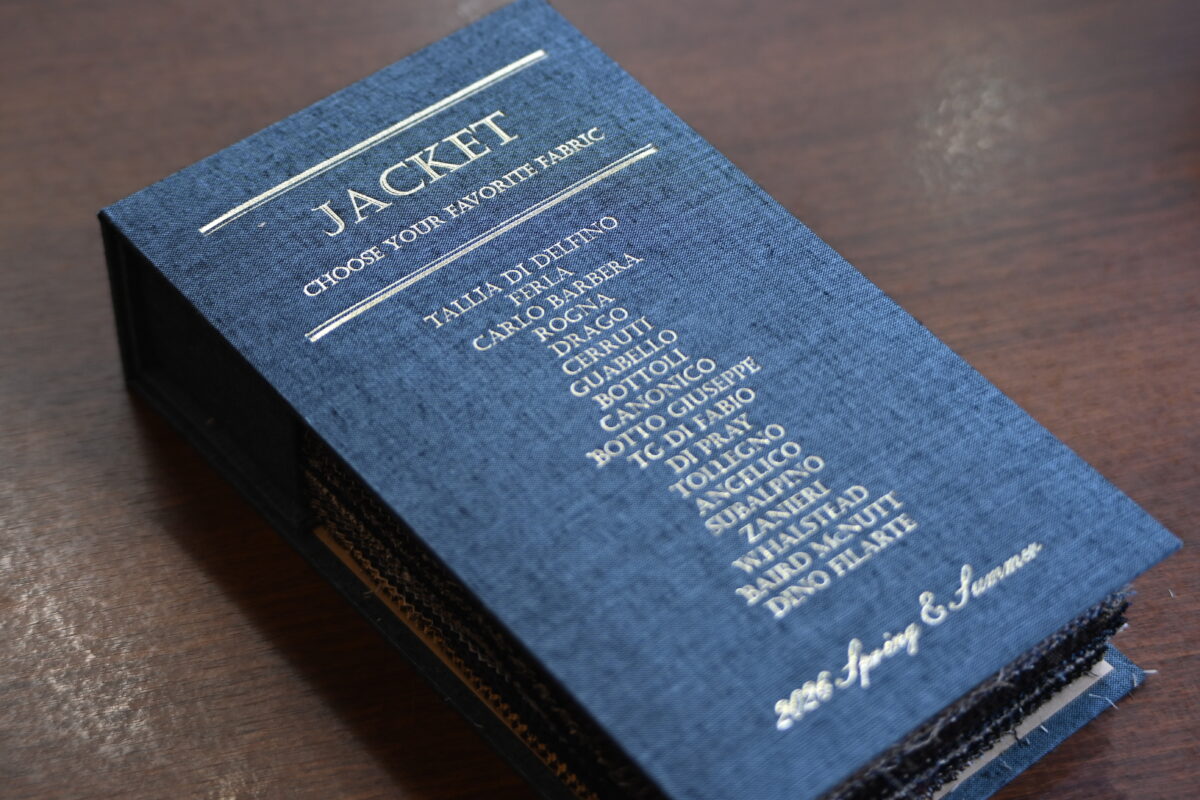 JACKET
CHOOSE YOUR FAVORITE FABRIC
TALLIA DI DELFINO
FERLA
CARLO BARBERA
ROGNA
DRAGO
CERRUTI
GUABELLO
BOTTOLI
CANONICO
BOTTO GIUSEPPE
TG DI FABIO
DI PRAY
TOLLEGNO
ANGELICO
SUBALPINO
ZANIERI
WHALSTEAD
BAIRD McNUTT
DINO FILARTE
2026 Spring & Summer